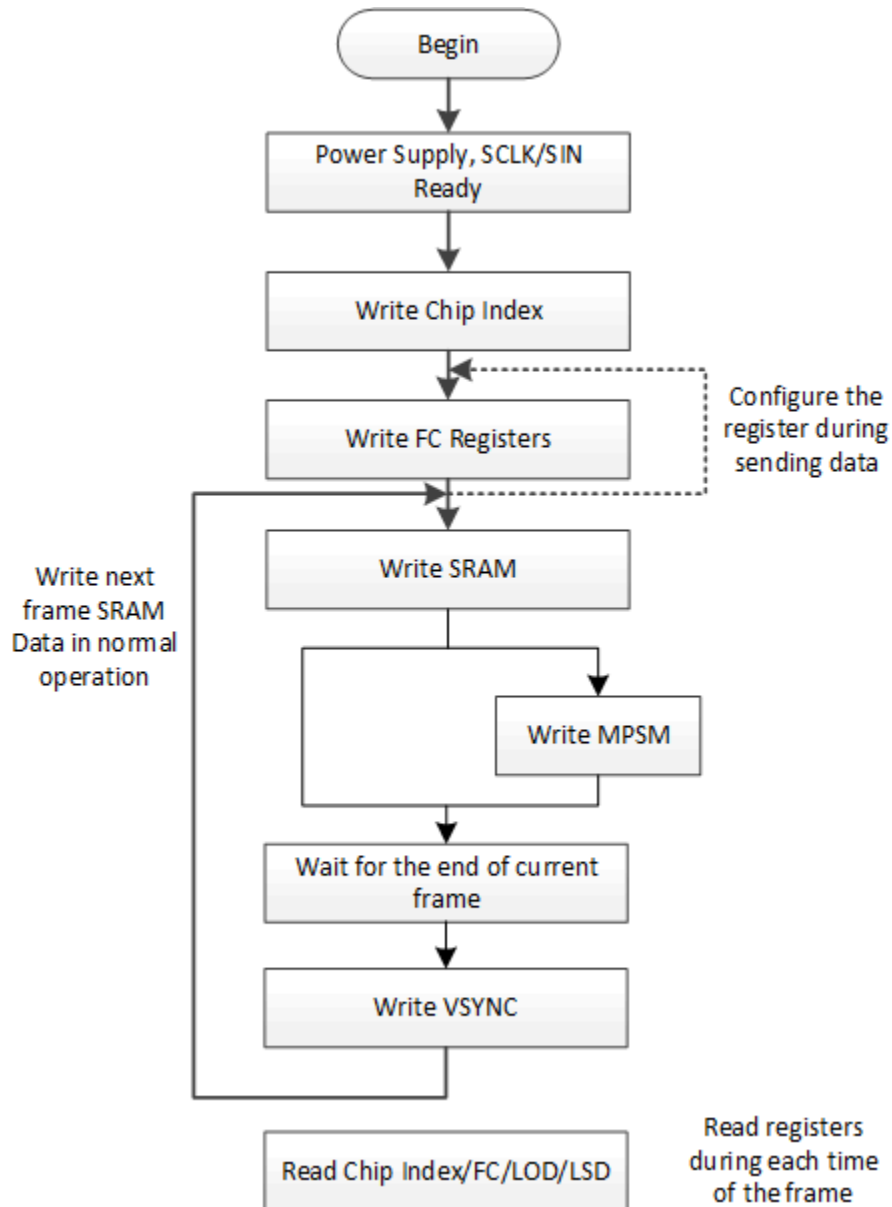 Begin
Power Supply, SCLK/SIN
Ready
Write Chip Index
Configure the
register during
sending data
Write FC Registers
Write SRAM
Write next
frame SRAM
Data in normal
operation
Write MPSM
Wait for the end of current
frame
Write VSYNC
Read Chip Index/FC/LOD/LSD
Read registers
during each time
of the frame